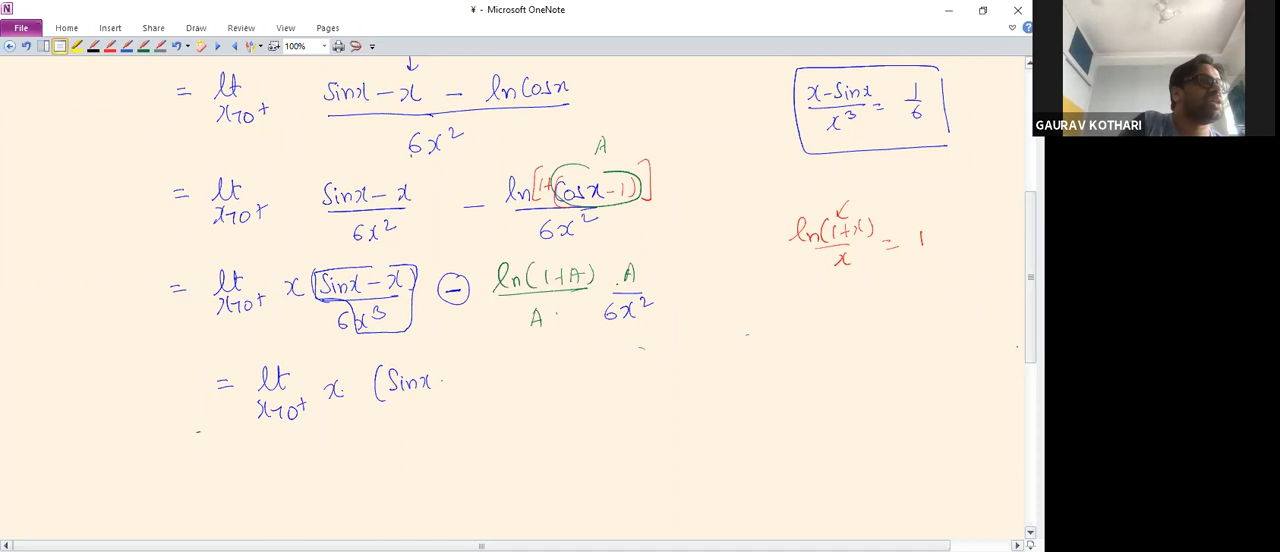 ¥ - Microsoft OneNote
File Home Insert Share Draw Review View
100%
= lt x→0+ (sinx - x - ln cosx) / 6x²
x - sinx / x³ = 1/6
GAURAV KOTHARI
A
= lt x→0+ (sinx - x) / 6x² - ln[1+(cosx-1)] / 6x²
ln(1+x) / x = 1
= lt x→0+ x (sinx - x) / 6x³ - ln(1+A) / A · A / 6x²
= lt x→0+ x. (sinx